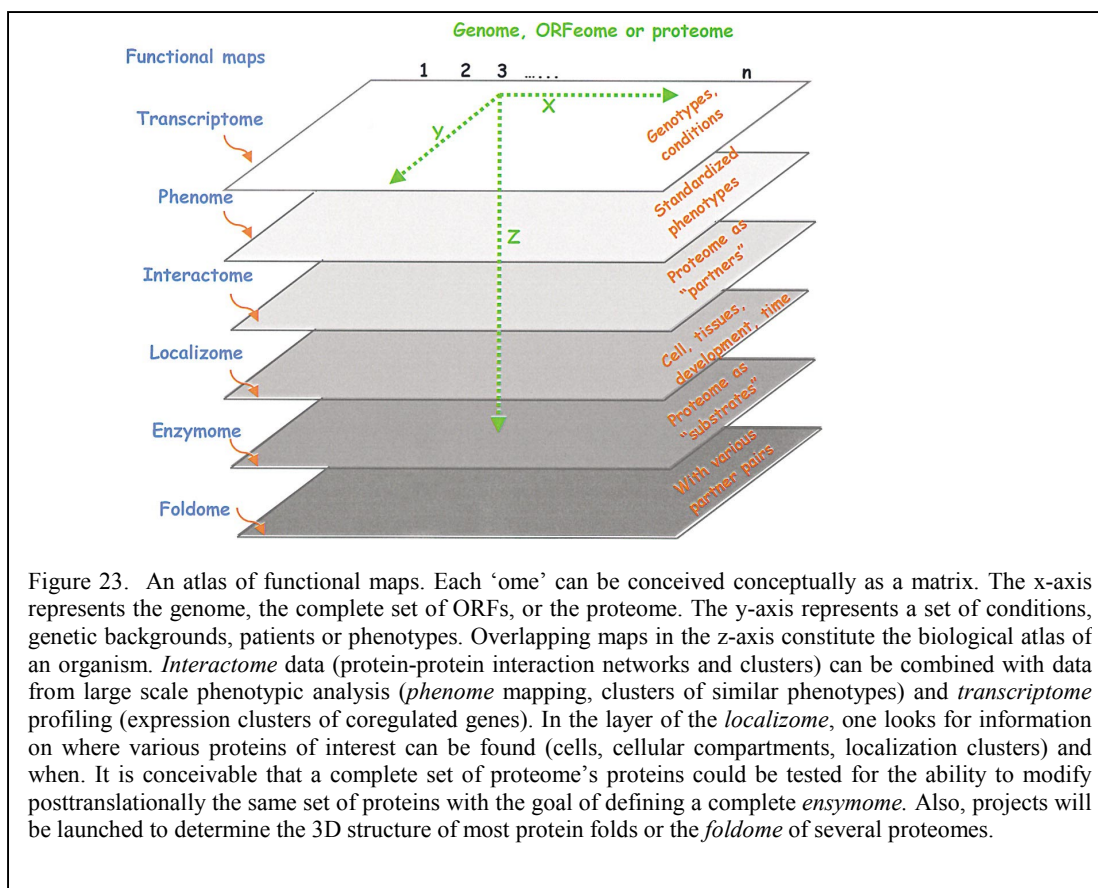 Genome, ORFeome or proteome
Functional maps
1 2 3 ...... n
X
y
Z
Transcriptome
Genotypes,
conditions
Phenome
Standardized
phenotypes
Interactome
Proteome as
"partners"
Localizome
Cell, tissues,
development, time
Enzymome
Proteome as
"substrates"
Foldome
With various
partner pairs
Figure 23. An atlas of functional maps. Each ‘ome’ can be conceived conceptually as a matrix. The x-axis
represents the genome, the complete set of ORFs, or the proteome. The y-axis represents a set of conditions,
genetic backgrounds, patients or phenotypes. Overlapping maps in the z-axis constitute the biological atlas of
an organism. Interactome data (protein-protein interaction networks and clusters) can be combined with data
from large scale phenotypic analysis (phenome mapping, clusters of similar phenotypes) and transcriptome
profiling (expression clusters of coregulated genes). In the layer of the localizome, one looks for information
on where various proteins of interest can be found (cells, cellular compartments, localization clusters) and
when. It is conceivable that a complete set of proteome’s proteins could be tested for the ability to modify
posttranslationally the same set of proteins with the goal of defining a complete ensymome. Also, projects will
be launched to determine the 3D structure of most protein folds or the foldome of several proteomes.